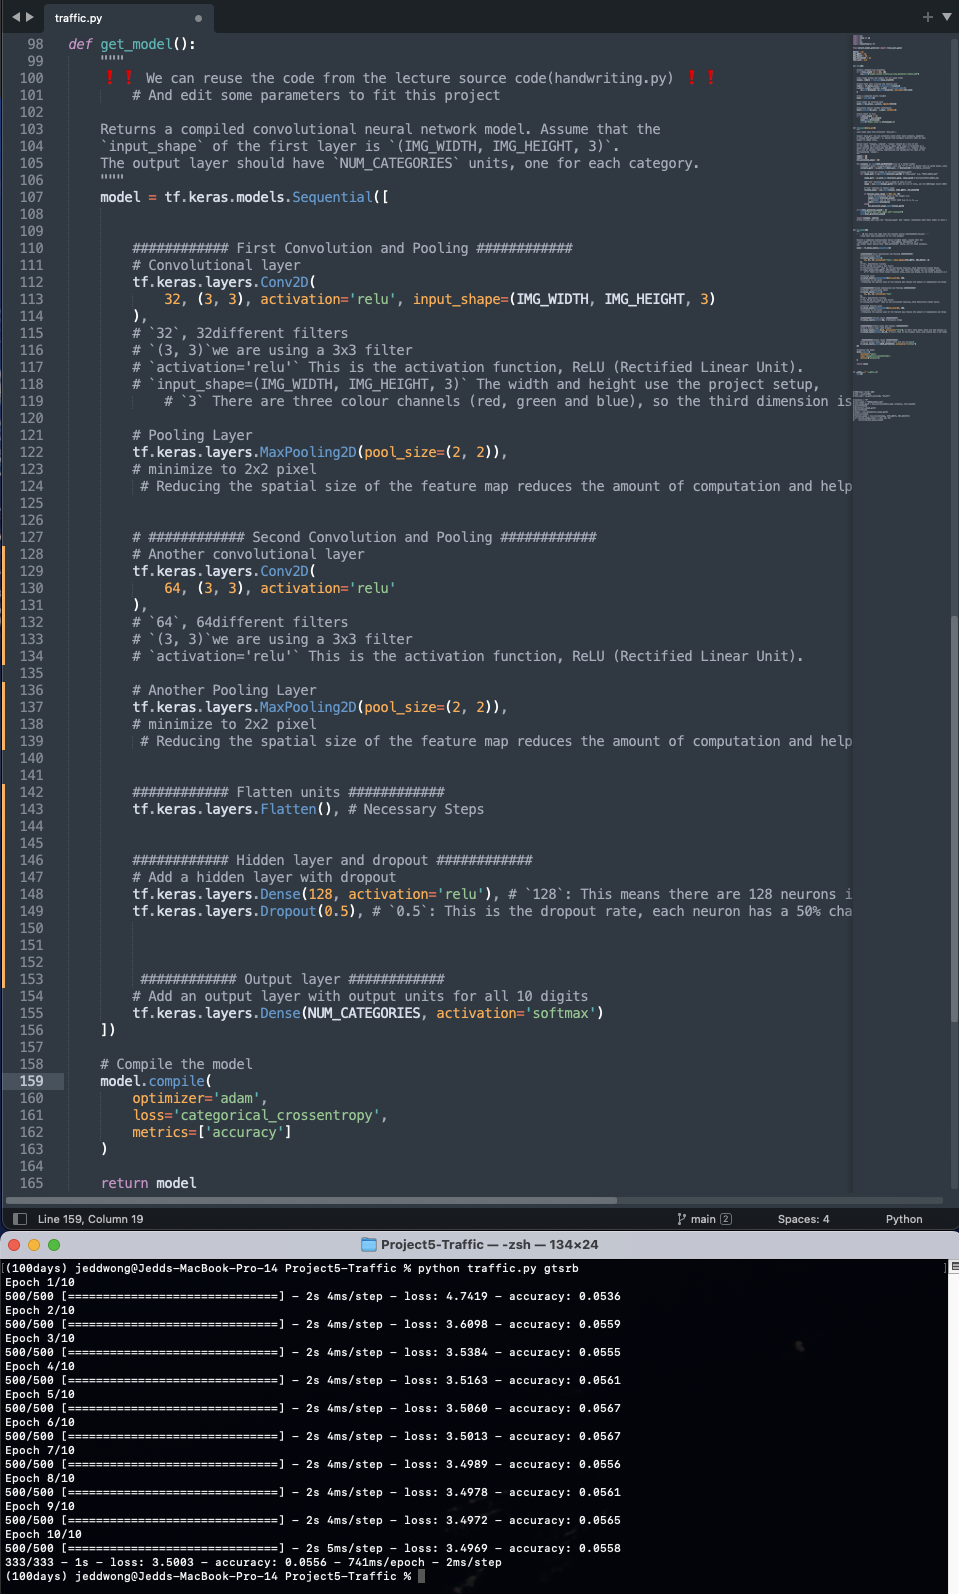 traffic.py
98 def get_model():
99 """
100 ❗❗ We can reuse the code from the lecture source code(handwriting.py) ❗❗
101 # And edit some parameters to fit this project
102
103 Returns a compiled convolutional neural network model. Assume that the
104 `input_shape` of the first layer is `(IMG_WIDTH, IMG_HEIGHT, 3)`.
105 The output layer should have `NUM_CATEGORIES` units, one for each category.
106 """
107 model = tf.keras.models.Sequential([
108
109
110 ############ First Convolution and Pooling ############
111 # Convolutional layer
112 tf.keras.layers.Conv2D(
113 32, (3, 3), activation='relu', input_shape=(IMG_WIDTH, IMG_HEIGHT, 3)
114 ),
115 # `32`, 32different filters
116 # `(3, 3)`we are using a 3x3 filter
117 # `activation='relu'` This is the activation function, ReLU (Rectified Linear Unit).
118 # `input_shape=(IMG_WIDTH, IMG_HEIGHT, 3)` The width and height use the project setup,
119 # `3` There are three colour channels (red, green and blue), so the third dimension is
120
121 # Pooling Layer
122 tf.keras.layers.MaxPooling2D(pool_size=(2, 2)),
123 # minimize to 2x2 pixel
124 # Reducing the spatial size of the feature map reduces the amount of computation and help
125
126
127 # ############ Second Convolution and Pooling ############
128 # Another convolutional layer
129 tf.keras.layers.Conv2D(
130 64, (3, 3), activation='relu'
131 ),
132 # `64`, 64different filters
133 # `(3, 3)`we are using a 3x3 filter
134 # `activation='relu'` This is the activation function, ReLU (Rectified Linear Unit).
135
136 # Another Pooling Layer
137 tf.keras.layers.MaxPooling2D(pool_size=(2, 2)),
138 # minimize to 2x2 pixel
139 # Reducing the spatial size of the feature map reduces the amount of computation and help
140
141
142 ############ Flatten units ############
143 tf.keras.layers.Flatten(), # Necessary Steps
144
145
146 ############ Hidden layer and dropout ############
147 # Add a hidden layer with dropout
148 tf.keras.layers.Dense(128, activation='relu'), # `128`: This means there are 128 neurons i
149 tf.keras.layers.Dropout(0.5), # `0.5`: This is the dropout rate, each neuron has a 50% cha
150
151
152
153 ############ Output layer ############
154 # Add an output layer with output units for all 10 digits
155 tf.keras.layers.Dense(NUM_CATEGORIES, activation='softmax')
156 ])
157
158 # Compile the model
159 model.compile(
160 optimizer='adam',
161 loss='categorical_crossentropy',
162 metrics=['accuracy']
163 )
164
165 return model
Line 159, Column 19 main 2 Spaces: 4 Python
Project5-Traffic — -zsh — 134×24
[(100days) jeddwong@Jedds-MacBook-Pro-14 Project5-Traffic % python traffic.py gtsrb ]
Epoch 1/10
500/500 [==============================] - 2s 4ms/step - loss: 4.7419 - accuracy: 0.0536
Epoch 2/10
500/500 [==============================] - 2s 4ms/step - loss: 3.6098 - accuracy: 0.0559
Epoch 3/10
500/500 [==============================] - 2s 4ms/step - loss: 3.5384 - accuracy: 0.0555
Epoch 4/10
500/500 [==============================] - 2s 4ms/step - loss: 3.5163 - accuracy: 0.0561
Epoch 5/10
500/500 [==============================] - 2s 4ms/step - loss: 3.5060 - accuracy: 0.0567
Epoch 6/10
500/500 [==============================] - 2s 4ms/step - loss: 3.5013 - accuracy: 0.0567
Epoch 7/10
500/500 [==============================] - 2s 4ms/step - loss: 3.4989 - accuracy: 0.0556
Epoch 8/10
500/500 [==============================] - 2s 4ms/step - loss: 3.4978 - accuracy: 0.0561
Epoch 9/10
500/500 [==============================] - 2s 4ms/step - loss: 3.4972 - accuracy: 0.0565
Epoch 10/10
500/500 [==============================] - 2s 5ms/step - loss: 3.4969 - accuracy: 0.0558
333/333 - 1s - loss: 3.5003 - accuracy: 0.0556 - 741ms/epoch - 2ms/step
(100days) jeddwong@Jedds-MacBook-Pro-14 Project5-Traffic %